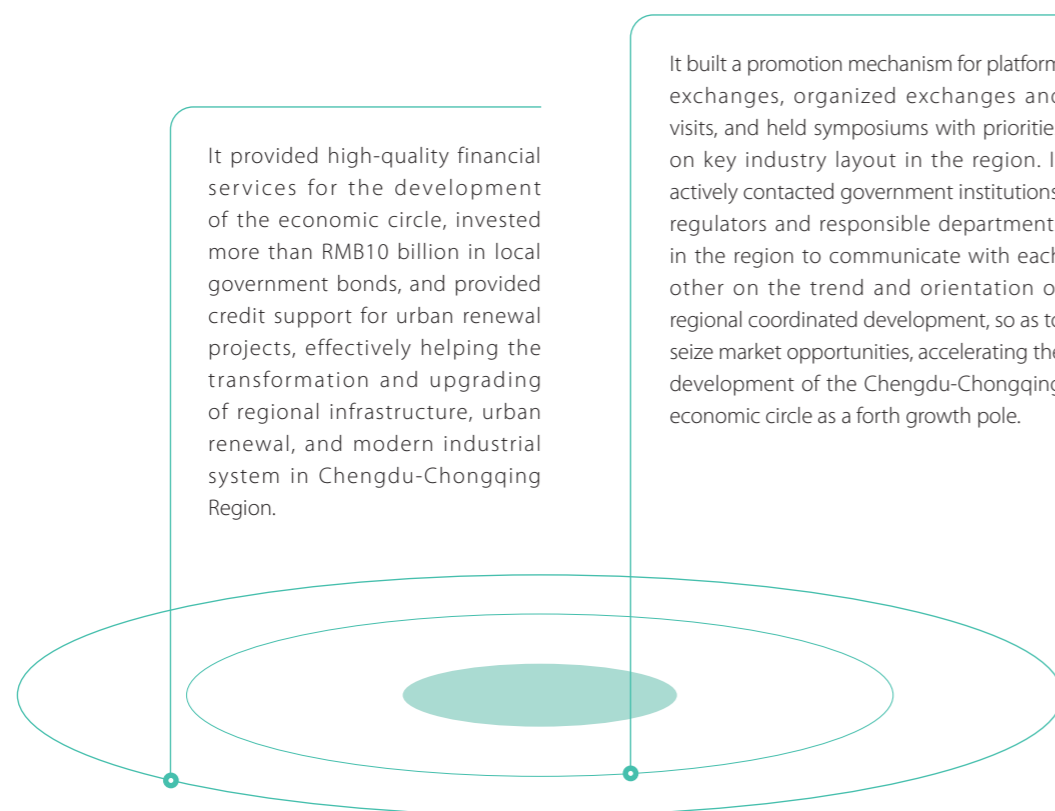 It provided high-quality financial
services for the development
of the economic circle, invested
more than RMB10 billion in local
government bonds, and provided
credit support for urban renewal
projects, effectively helping the
transformation and upgrading
of regional infrastructure, urban
renewal, and modern industrial
system in Chengdu-Chongqing
Region.
It built a promotion mechanism for platform
exchanges, organized exchanges and
visits, and held symposiums with prioritie
on key industry layout in the region. I
actively contacted government institutions
regulators and responsible department
in the region to communicate with each
other on the trend and orientation o
regional coordinated development, so as to
seize market opportunities, accelerating the
development of the Chengdu-Chongqing
economic circle as a forth growth pole.